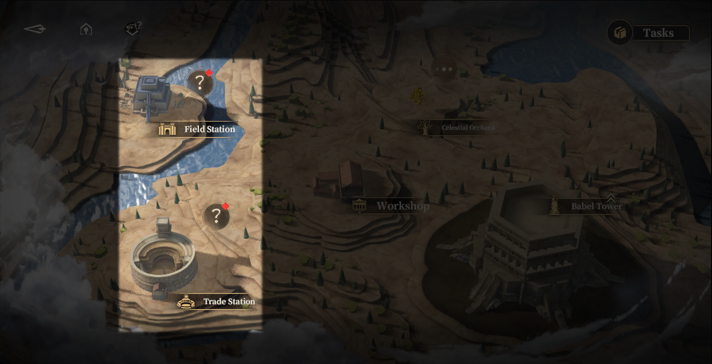 Tasks
?
Field Station
Celestial Orchard
?
Workshop
Babel Tower
Trade Station